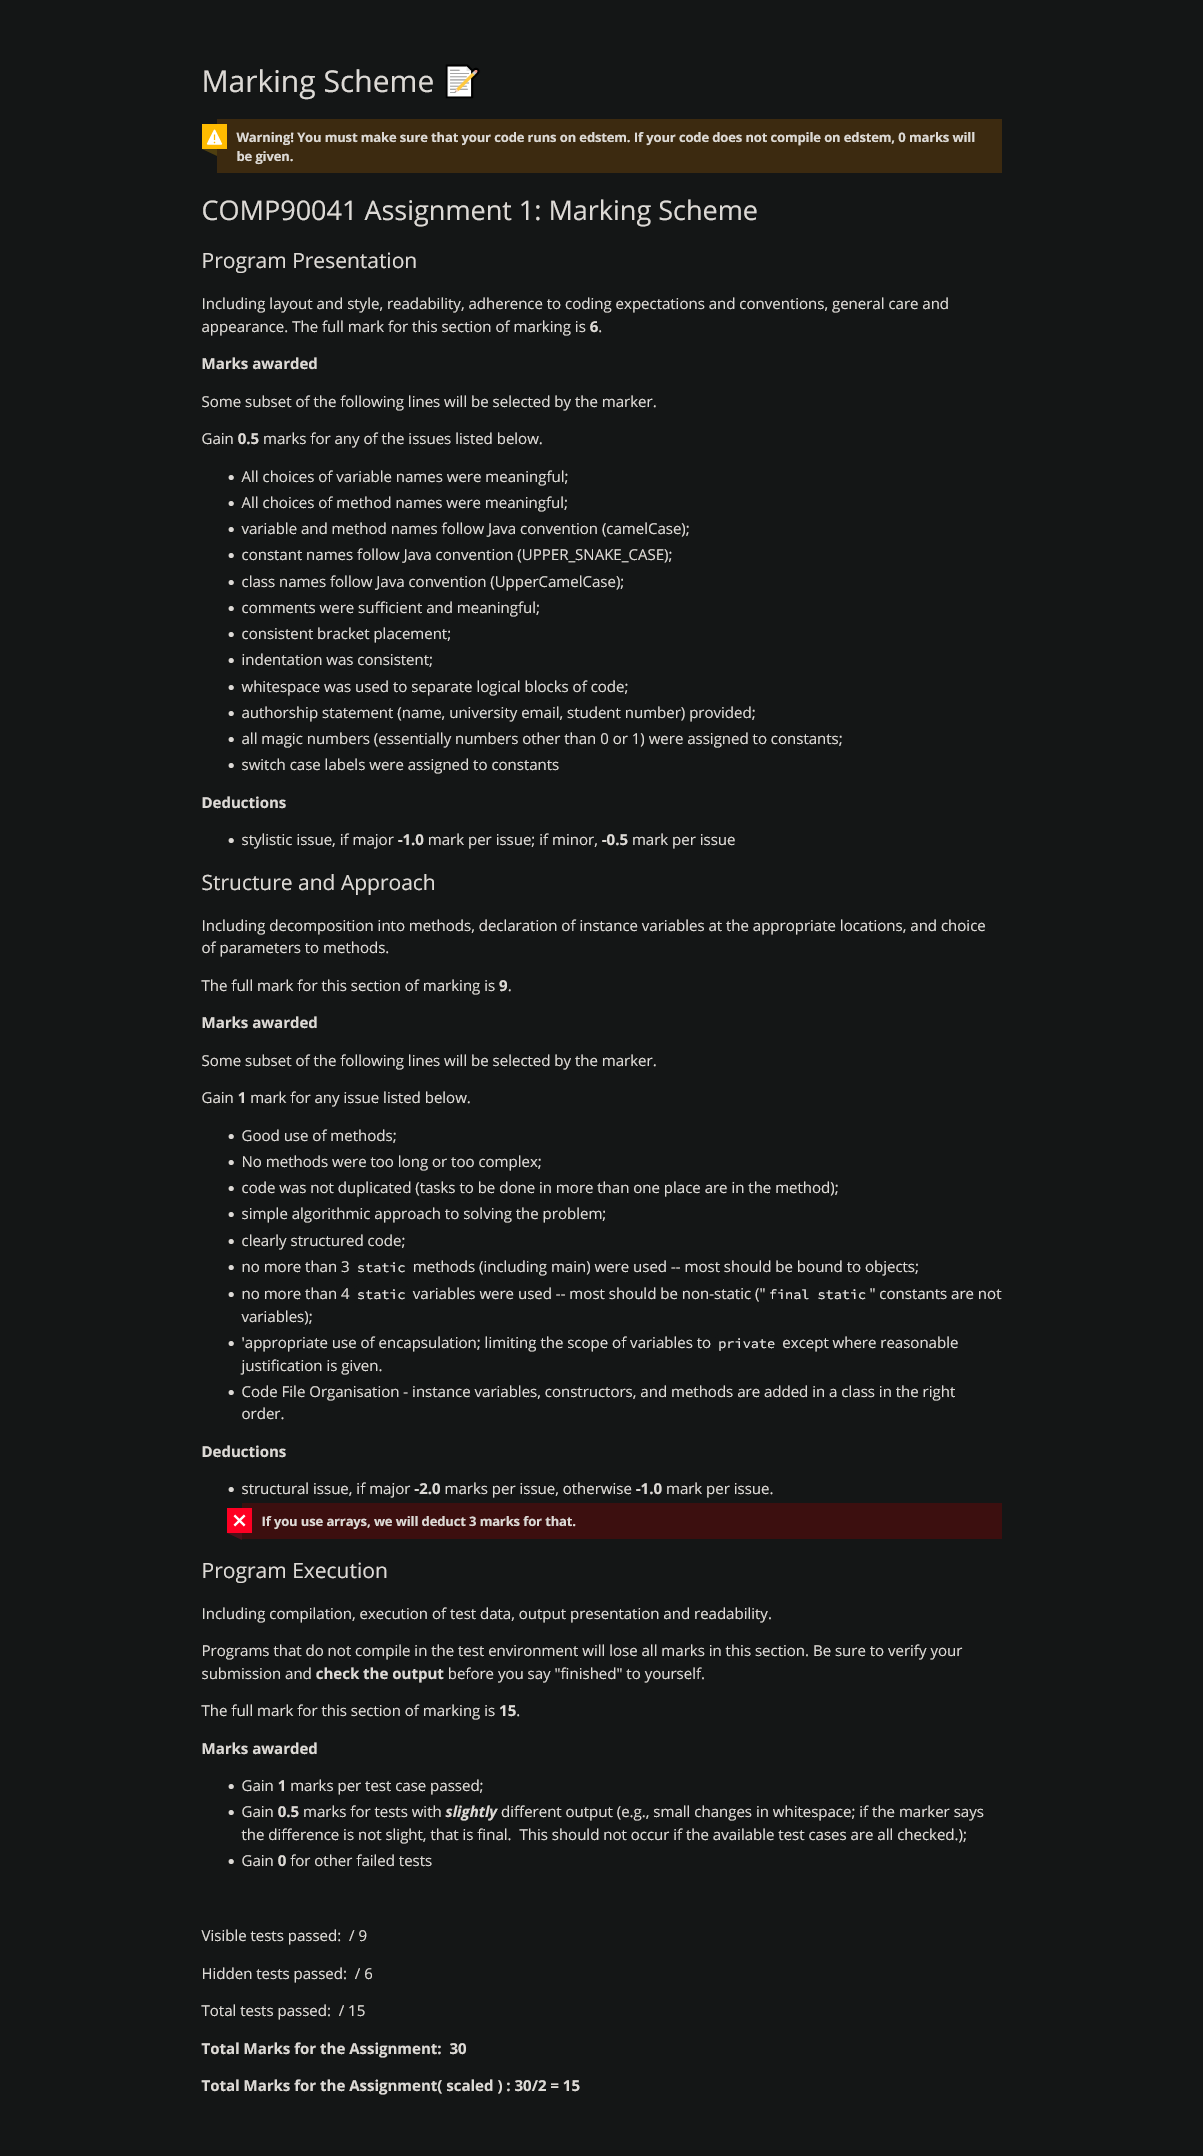 Marking Scheme 📝
Warning! You must make sure that your code runs on edstem. If your code does not compile on edstem, 0 marks will
be given.
COMP90041 Assignment 1: Marking Scheme
Program Presentation
Including layout and style, readability, adherence to coding expectations and conventions, general care and
appearance. The full mark for this section of marking is 6.
Marks awarded
Some subset of the following lines will be selected by the marker.
Gain 0.5 marks for any of the issues listed below.
• All choices of variable names were meaningful;
• All choices of method names were meaningful;
• variable and method names follow Java convention (camelCase);
• constant names follow Java convention (UPPER_SNAKE_CASE);
• class names follow Java convention (UpperCamelCase);
• comments were sufficient and meaningful;
• consistent bracket placement;
• indentation was consistent;
• whitespace was used to separate logical blocks of code;
• authorship statement (name, university email, student number) provided;
• all magic numbers (essentially numbers other than 0 or 1) were assigned to constants;
• switch case labels were assigned to constants
Deductions
• stylistic issue, if major -1.0 mark per issue; if minor, -0.5 mark per issue
Structure and Approach
Including decomposition into methods, declaration of instance variables at the appropriate locations, and choice
of parameters to methods.
The full mark for this section of marking is 9.
Marks awarded
Some subset of the following lines will be selected by the marker.
Gain 1 mark for any issue listed below.
• Good use of methods;
• No methods were too long or too complex;
• code was not duplicated (tasks to be done in more than one place are in the method);
• simple algorithmic approach to solving the problem;
• clearly structured code;
• no more than 3 static methods (including main) were used -- most should be bound to objects;
• no more than 4 static variables were used -- most should be non-static (" final static " constants are not
variables);
• 'appropriate use of encapsulation; limiting the scope of variables to private except where reasonable
justification is given.
• Code File Organisation - instance variables, constructors, and methods are added in a class in the right
order.
Deductions
• structural issue, if major -2.0 marks per issue, otherwise -1.0 mark per issue.
If you use arrays, we will deduct 3 marks for that.
Program Execution
Including compilation, execution of test data, output presentation and readability.
Programs that do not compile in the test environment will lose all marks in this section. Be sure to verify your
submission and check the output before you say "finished" to yourself.
The full mark for this section of marking is 15.
Marks awarded
• Gain 1 marks per test case passed;
• Gain 0.5 marks for tests with slightly different output (e.g., small changes in whitespace; if the marker says
the difference is not slight, that is final. This should not occur if the available test cases are all checked.);
• Gain 0 for other failed tests
Visible tests passed: / 9
Hidden tests passed: / 6
Total tests passed: / 15
Total Marks for the Assignment: 30
Total Marks for the Assignment( scaled ) : 30/2 = 15